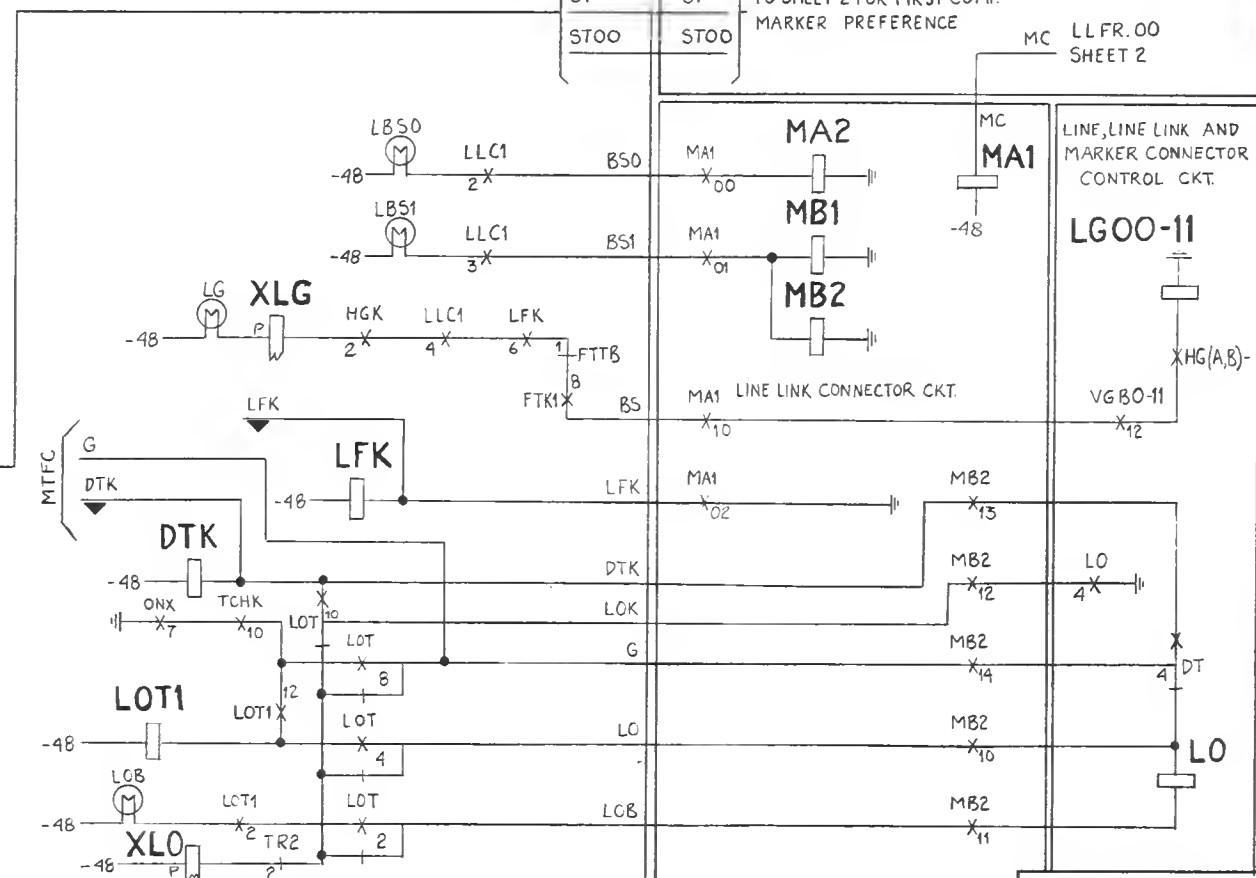 MARKER PREFERENCE
ST00 ST00
MC LLFR.00
SHEET 2
LBS0
-48
LLC1
2
BS0
MA1
00
MA2
MC
MA1
-48
LINE, LINE LINK AND
MARKER CONNECTOR
CONTROL CKT.
LBS1
-48
LLC1
3
BS1
MA1
01
MB1
MB2
LG00-11
LG
XLG
-48
P
HGK
2
LLC1
4
LFK
6
1
FTTB
8
FTK1
BS
MA1
10
LINE LINK CONNECTOR CKT.
VGB0-11
12
HG(A,B)-
MTFC
G
DTK
LFK
LFK
-48
LFK
MA1
02
MB2
13
DTK
-48
DTK
MB2
12
LO
4
ONX
7
TCHK
10
LOT
10
LOK
LOT
8
G
MB2
14
4
DT
12
LOT1
LOT1
-48
LOT
4
LO
MB2
10
LO
LOB
-48
LOT1
2
LOT
2
LOB
MB2
11
XLO
-48
P
TR2
2